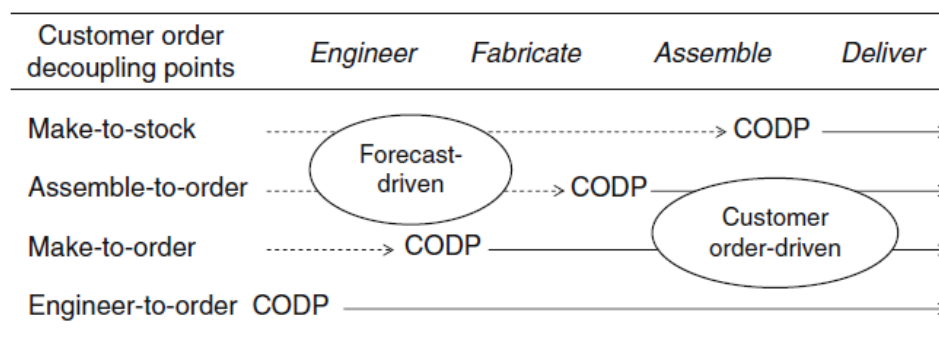 Customer order
decoupling points
Engineer Fabricate Assemble Deliver
Make-to-stock CODP
Forecast-
driven
Assemble-to-order CODP
Customer
order-driven
Make-to-order CODP
Engineer-to-order CODP